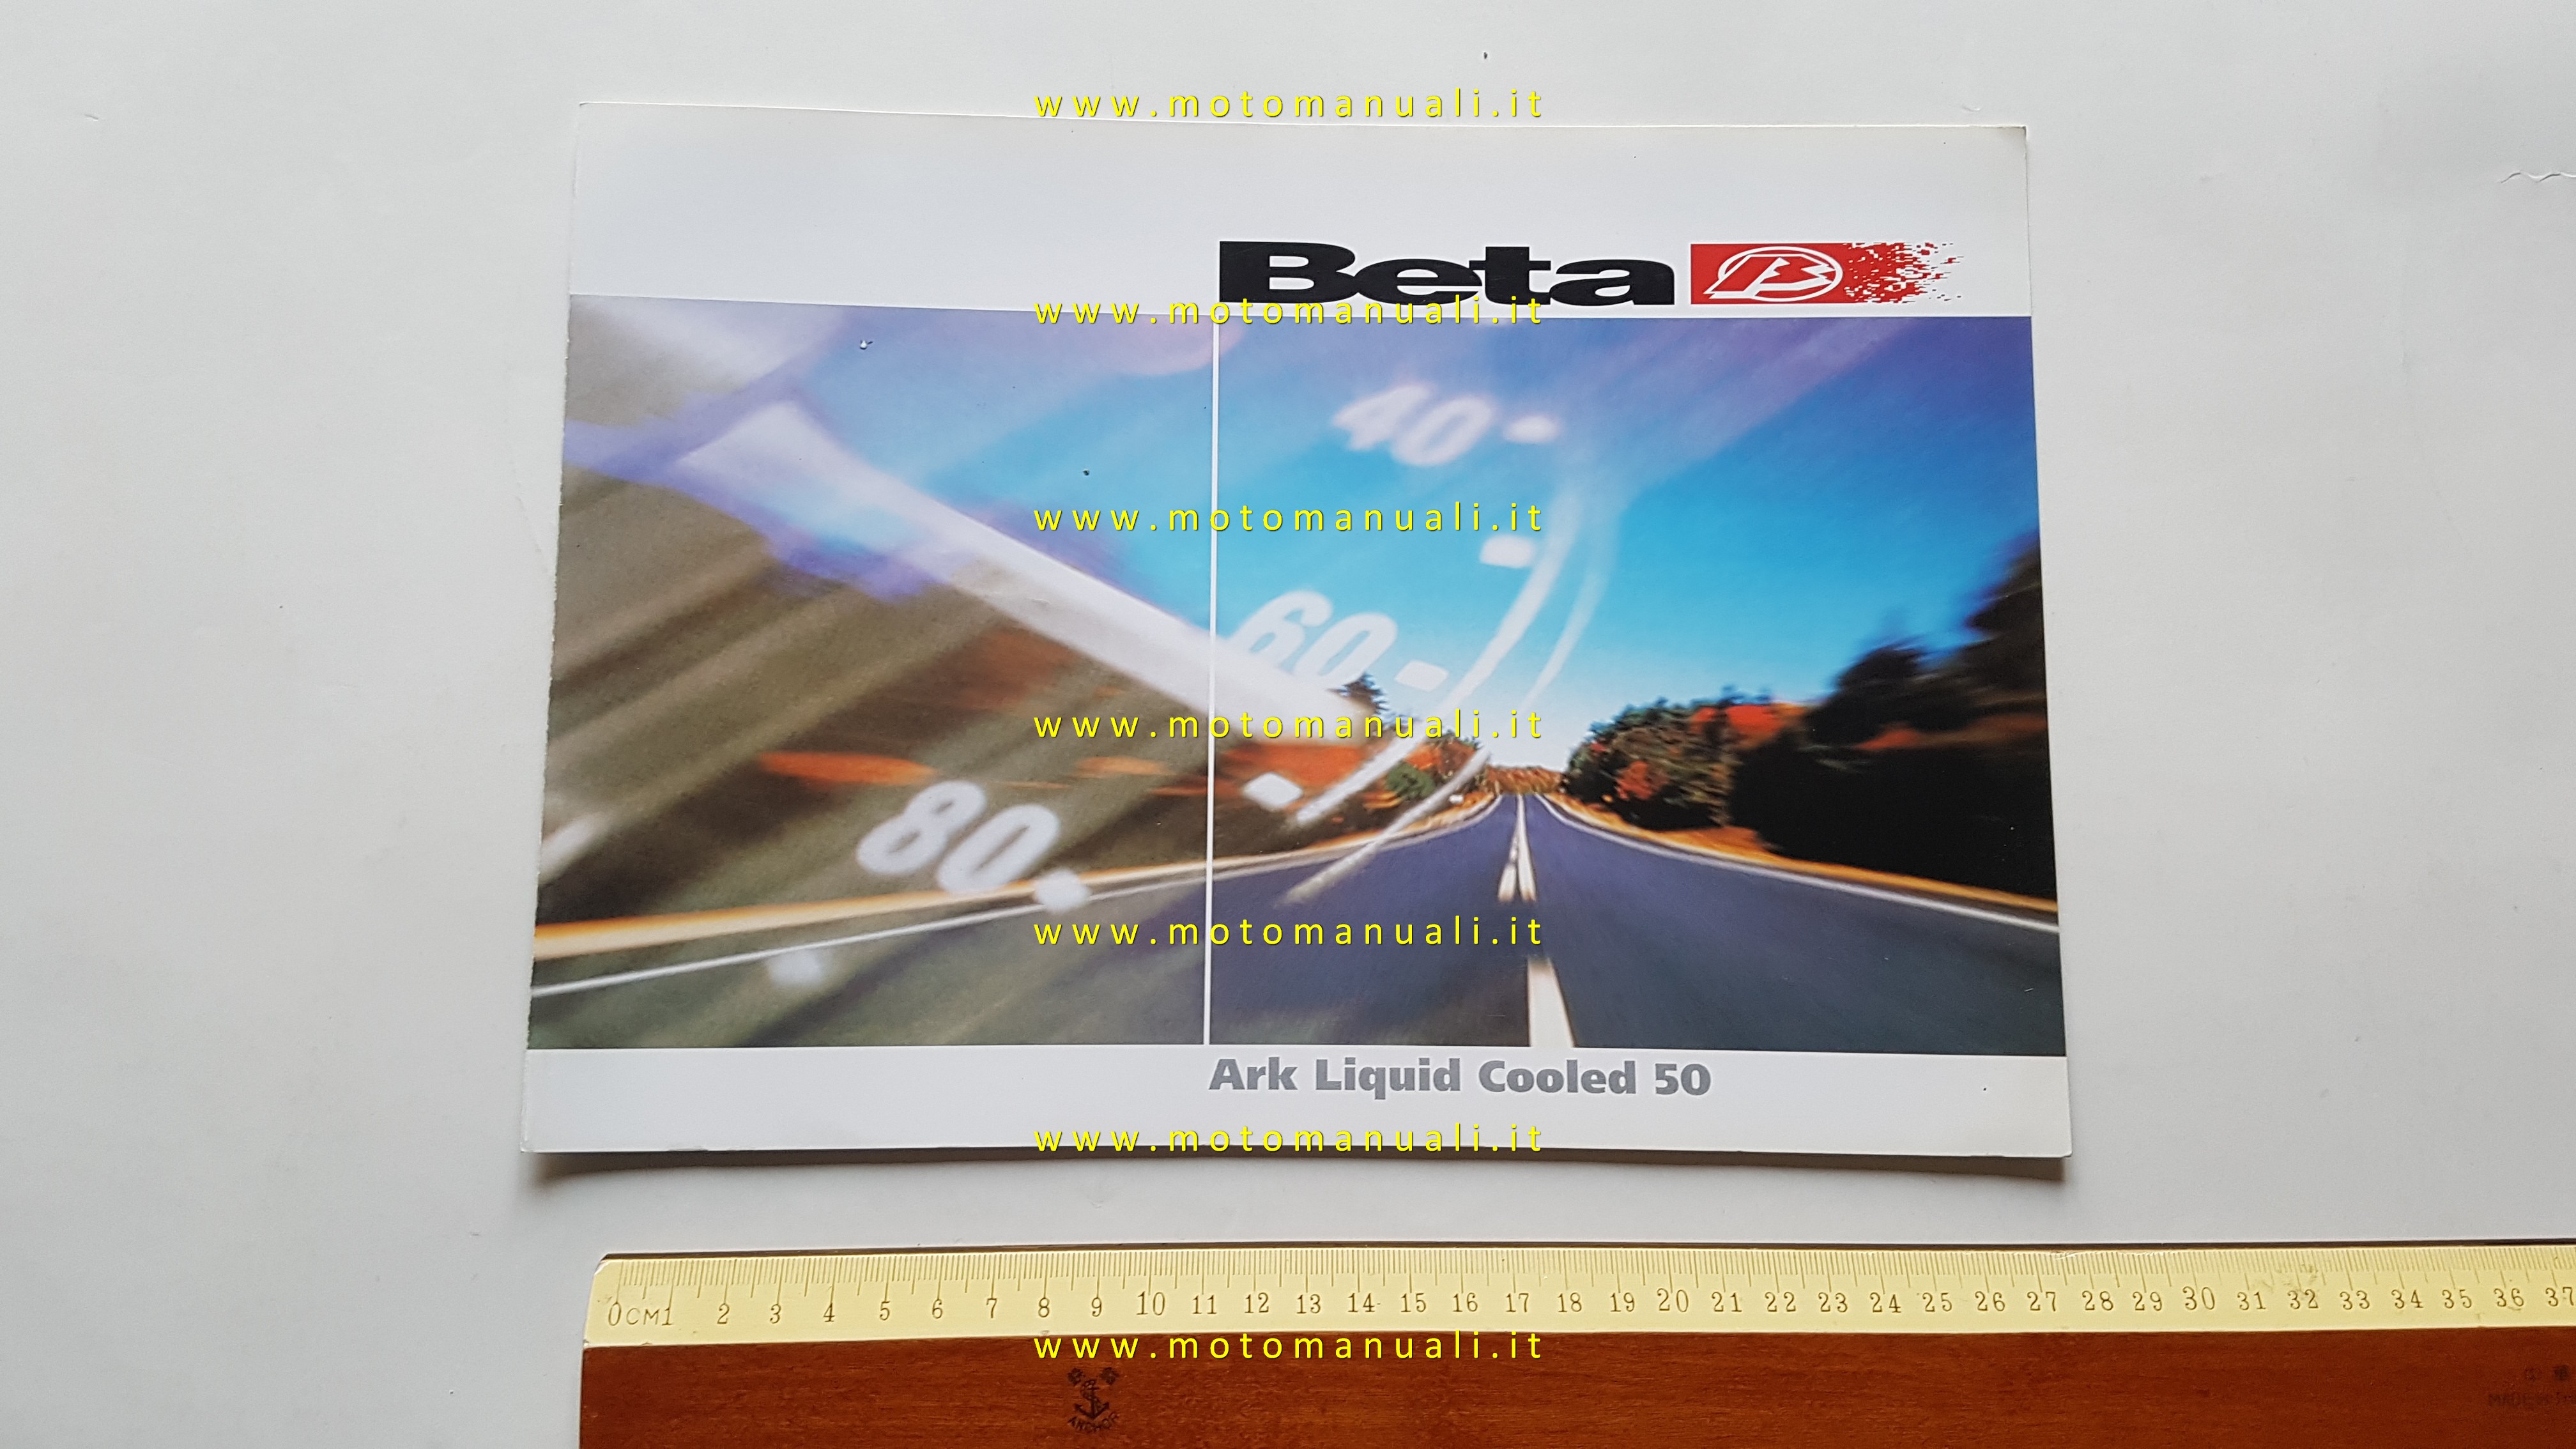 www.motomanuali.it
Beta
www.motomanuali.it
40
www.motomanuali.it
60
www.motomanuali.it
80
www.motomanuali.it
Ark Liquid Cooled 50
www.motomanuali.it
0CM1 2 3 4 5 6 7 8 9 10 11 12 13 14 15 16 17 18 19 20 21 22 23 24 25 26 27 28 29 30 31 32 33 34 35 36 37
www.motomanuali.it
ANCHOR